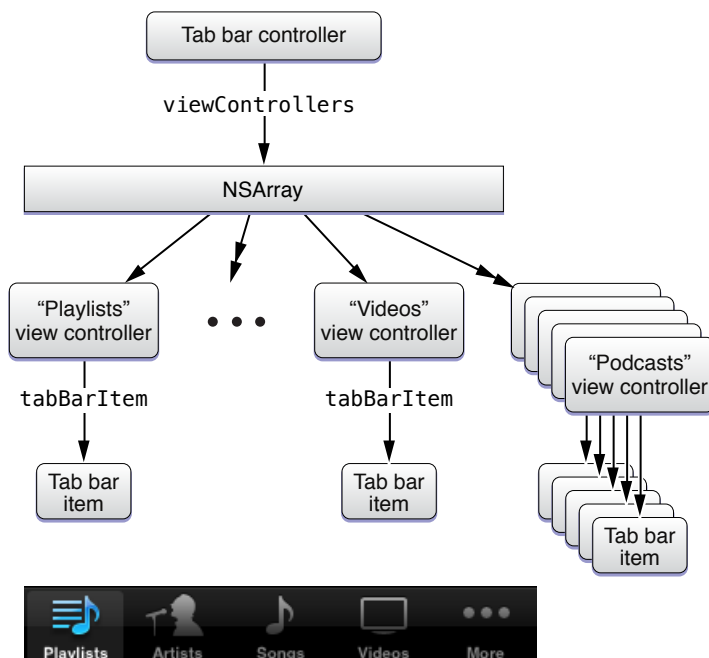 Tab bar controller
viewControllers
NSArray
“Playlists”
view controller
• • •
“Videos”
view controller
“Podcasts”
view controller
tabBarItem
tabBarItem
Tab bar
item
Tab bar
item
Tab bar
item
Playlists
Artists
Songs
Videos
More